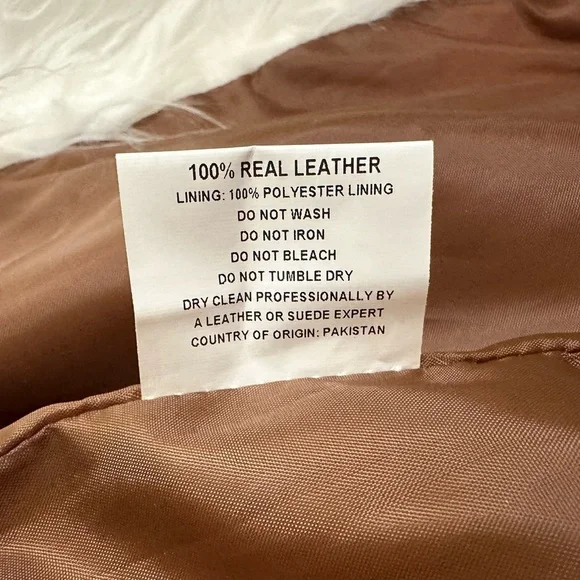 100% REAL LEATHER
LINING: 100% POLYESTER LINING
DO NOT WASH
DO NOT IRON
DO NOT BLEACH
DO NOT TUMBLE DRY
DRY CLEAN PROFESSIONALLY BY
A LEATHER OR SUEDE EXPERT
COUNTRY OF ORIGIN: PAKISTAN